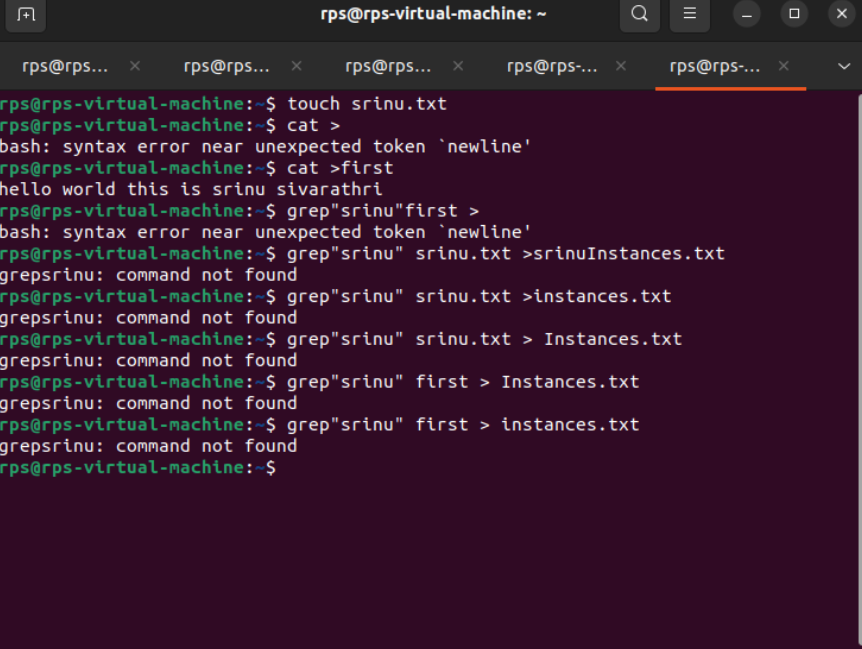 rps@rps-virtual-machine: ~
rps@rps... × rps@rps... × rps@rps... × rps@rps-... × rps@rps-... ×
rps@rps-virtual-machine:~$ touch srinu.txt
rps@rps-virtual-machine:~$ cat >
bash: syntax error near unexpected token `newline'
rps@rps-virtual-machine:~$ cat >first
hello world this is srinu sivarathri
rps@rps-virtual-machine:~$ grep"srinu"first >
bash: syntax error near unexpected token `newline'
rps@rps-virtual-machine:~$ grep"srinu" srinu.txt >srinuInstances.txt
grepsrinu: command not found
rps@rps-virtual-machine:~$ grep"srinu" srinu.txt >instances.txt
grepsrinu: command not found
rps@rps-virtual-machine:~$ grep"srinu" srinu.txt > Instances.txt
grepsrinu: command not found
rps@rps-virtual-machine:~$ grep"srinu" first > Instances.txt
grepsrinu: command not found
rps@rps-virtual-machine:~$ grep"srinu" first > instances.txt
grepsrinu: command not found
rps@rps-virtual-machine:~$